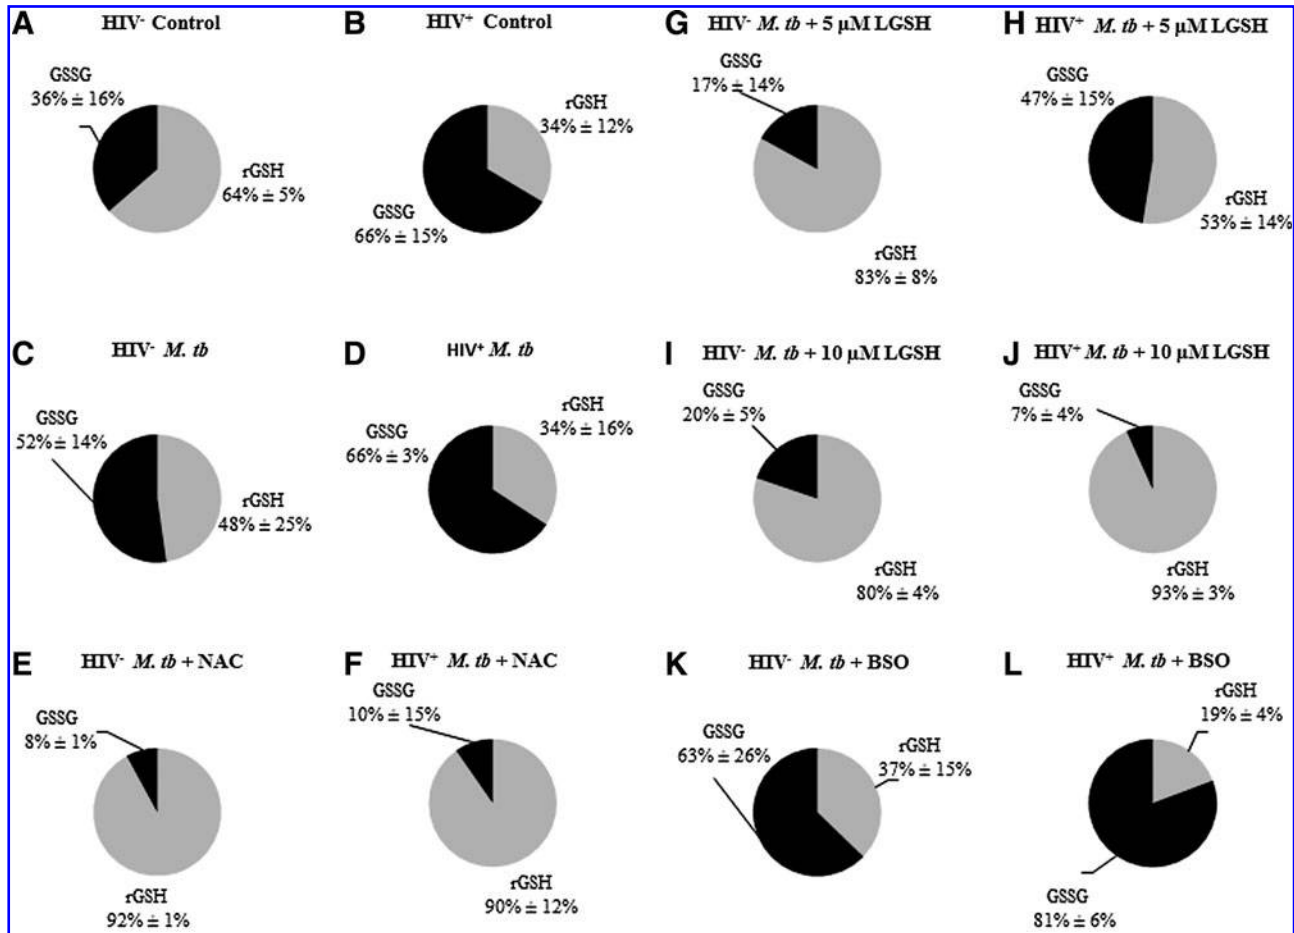 A HIV⁻ Control
GSSG
36% ± 16%
rGSH
64% ± 5%
B HIV⁺ Control
rGSH
34% ± 12%
GSSG
66% ± 15%
G HIV⁻ M. tb + 5 µM LGSH
GSSG
17% ± 14%
rGSH
83% ± 8%
H HIV⁺ M. tb + 5 µM LGSH
GSSG
47% ± 15%
rGSH
53% ± 14%
C HIV⁻ M. tb
GSSG
52% ± 14%
rGSH
48% ± 25%
D HIV⁺ M. tb
rGSH
34% ± 16%
GSSG
66% ± 3%
I HIV⁻ M. tb + 10 µM LGSH
GSSG
20% ± 5%
rGSH
80% ± 4%
J HIV⁺ M. tb + 10 µM LGSH
GSSG
7% ± 4%
rGSH
93% ± 3%
E HIV⁻ M. tb + NAC
GSSG
8% ± 1%
rGSH
92% ± 1%
F HIV⁺ M. tb + NAC
GSSG
10% ± 15%
rGSH
90% ± 12%
K HIV⁻ M. tb + BSO
GSSG
63% ± 26%
rGSH
37% ± 15%
L HIV⁺ M. tb + BSO
rGSH
19% ± 4%
GSSG
81% ± 6%